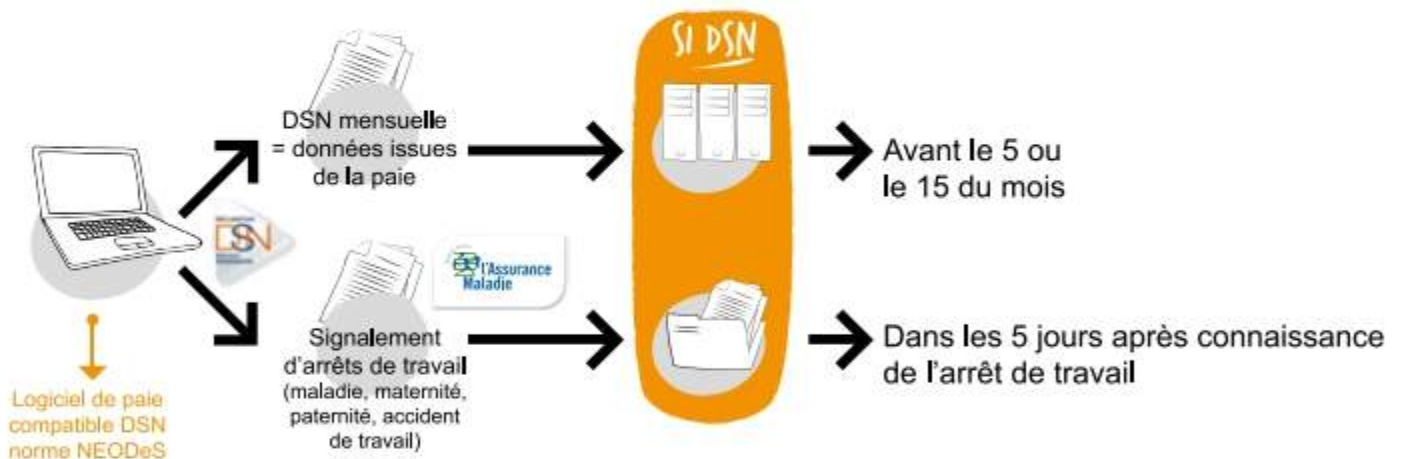 SI DSN
DSN mensuelle
= données issues
de la paie
Avant le 5 ou
le 15 du mois
DSN
l'Assurance
Maladie
Signalement
d'arrêts de travail
(maladie, maternité,
paternité, accident
de travail)
Dans les 5 jours après connaissance
de l'arrêt de travail
Logiciel de paie
compatible DSN
norme NEODeS